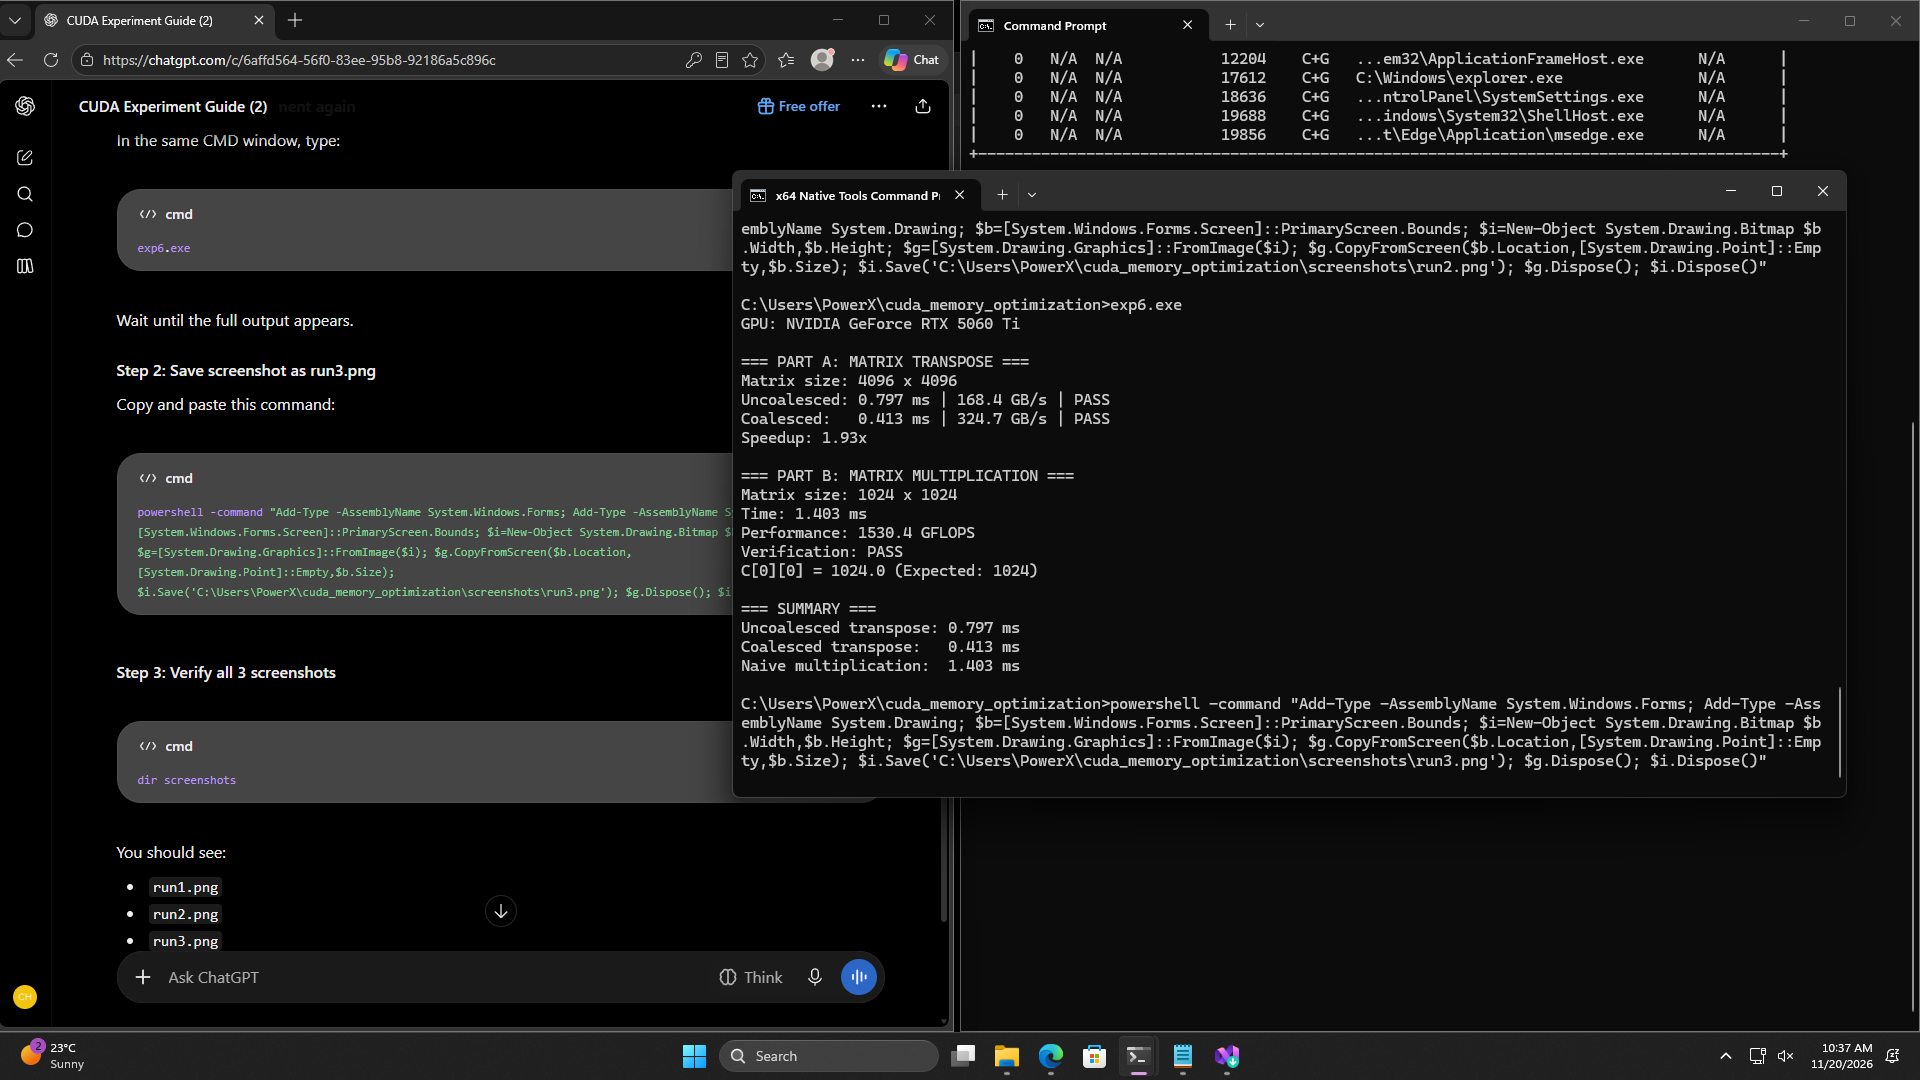 CUDA Experiment Guide (2)
https://chatgpt.com/c/6affd564-56f0-83ee-95b8-92186a5c896c
Chat
CUDA Experiment Guide (2) nent again
Free offer
In the same CMD window, type:
cmd
exp6.exe
Wait until the full output appears.
Step 2: Save screenshot as run3.png
Copy and paste this command:
cmd
powershell -command "Add-Type -AssemblyName System.Windows.Forms; Add-Type -AssemblyName S
[System.Windows.Forms.Screen]::PrimaryScreen.Bounds; $i=New-Object System.Drawing.Bitmap $
$g=[System.Drawing.Graphics]::FromImage($i); $g.CopyFromScreen($b.Location,
[System.Drawing.Point]::Empty,$b.Size);
$i.Save('C:\Users\PowerX\cuda_memory_optimization\screenshots\run3.png'); $g.Dispose(); $i
Step 3: Verify all 3 screenshots
cmd
dir screenshots
You should see:
run1.png
run2.png
run3.png
Ask ChatGPT
Think
CH
Command Prompt
| 0 N/A N/A 12204 C+G ...em32\ApplicationFrameHost.exe N/A |
| 0 N/A N/A 17612 C+G C:\Windows\explorer.exe N/A |
| 0 N/A N/A 18636 C+G ...ntrolPanel\SystemSettings.exe N/A |
| 0 N/A N/A 19688 C+G ...indows\System32\ShellHost.exe N/A |
| 0 N/A N/A 19856 C+G ...t\Edge\Application\msedge.exe N/A |
+-----------------------------------------------------------------------------------------+
x64 Native Tools Command P
emblyName System.Drawing; $b=[System.Windows.Forms.Screen]::PrimaryScreen.Bounds; $i=New-Object System.Drawing.Bitmap $b
.Width,$b.Height; $g=[System.Drawing.Graphics]::FromImage($i); $g.CopyFromScreen($b.Location,[System.Drawing.Point]::Emp
ty,$b.Size); $i.Save('C:\Users\PowerX\cuda_memory_optimization\screenshots\run2.png'); $g.Dispose(); $i.Dispose()"
C:\Users\PowerX\cuda_memory_optimization>exp6.exe
GPU: NVIDIA GeForce RTX 5060 Ti
=== PART A: MATRIX TRANSPOSE ===
Matrix size: 4096 x 4096
Uncoalesced: 0.797 ms | 168.4 GB/s | PASS
Coalesced: 0.413 ms | 324.7 GB/s | PASS
Speedup: 1.93x
=== PART B: MATRIX MULTIPLICATION ===
Matrix size: 1024 x 1024
Time: 1.403 ms
Performance: 1530.4 GFLOPS
Verification: PASS
C[0][0] = 1024.0 (Expected: 1024)
=== SUMMARY ===
Uncoalesced transpose: 0.797 ms
Coalesced transpose: 0.413 ms
Naive multiplication: 1.403 ms
C:\Users\PowerX\cuda_memory_optimization>powershell -command "Add-Type -AssemblyName System.Windows.Forms; Add-Type -Ass
emblyName System.Drawing; $b=[System.Windows.Forms.Screen]::PrimaryScreen.Bounds; $i=New-Object System.Drawing.Bitmap $b
.Width,$b.Height; $g=[System.Drawing.Graphics]::FromImage($i); $g.CopyFromScreen($b.Location,[System.Drawing.Point]::Emp
ty,$b.Size); $i.Save('C:\Users\PowerX\cuda_memory_optimization\screenshots\run3.png'); $g.Dispose(); $i.Dispose()"
2
23°C
Sunny
Search
10:37 AM
11/20/2026